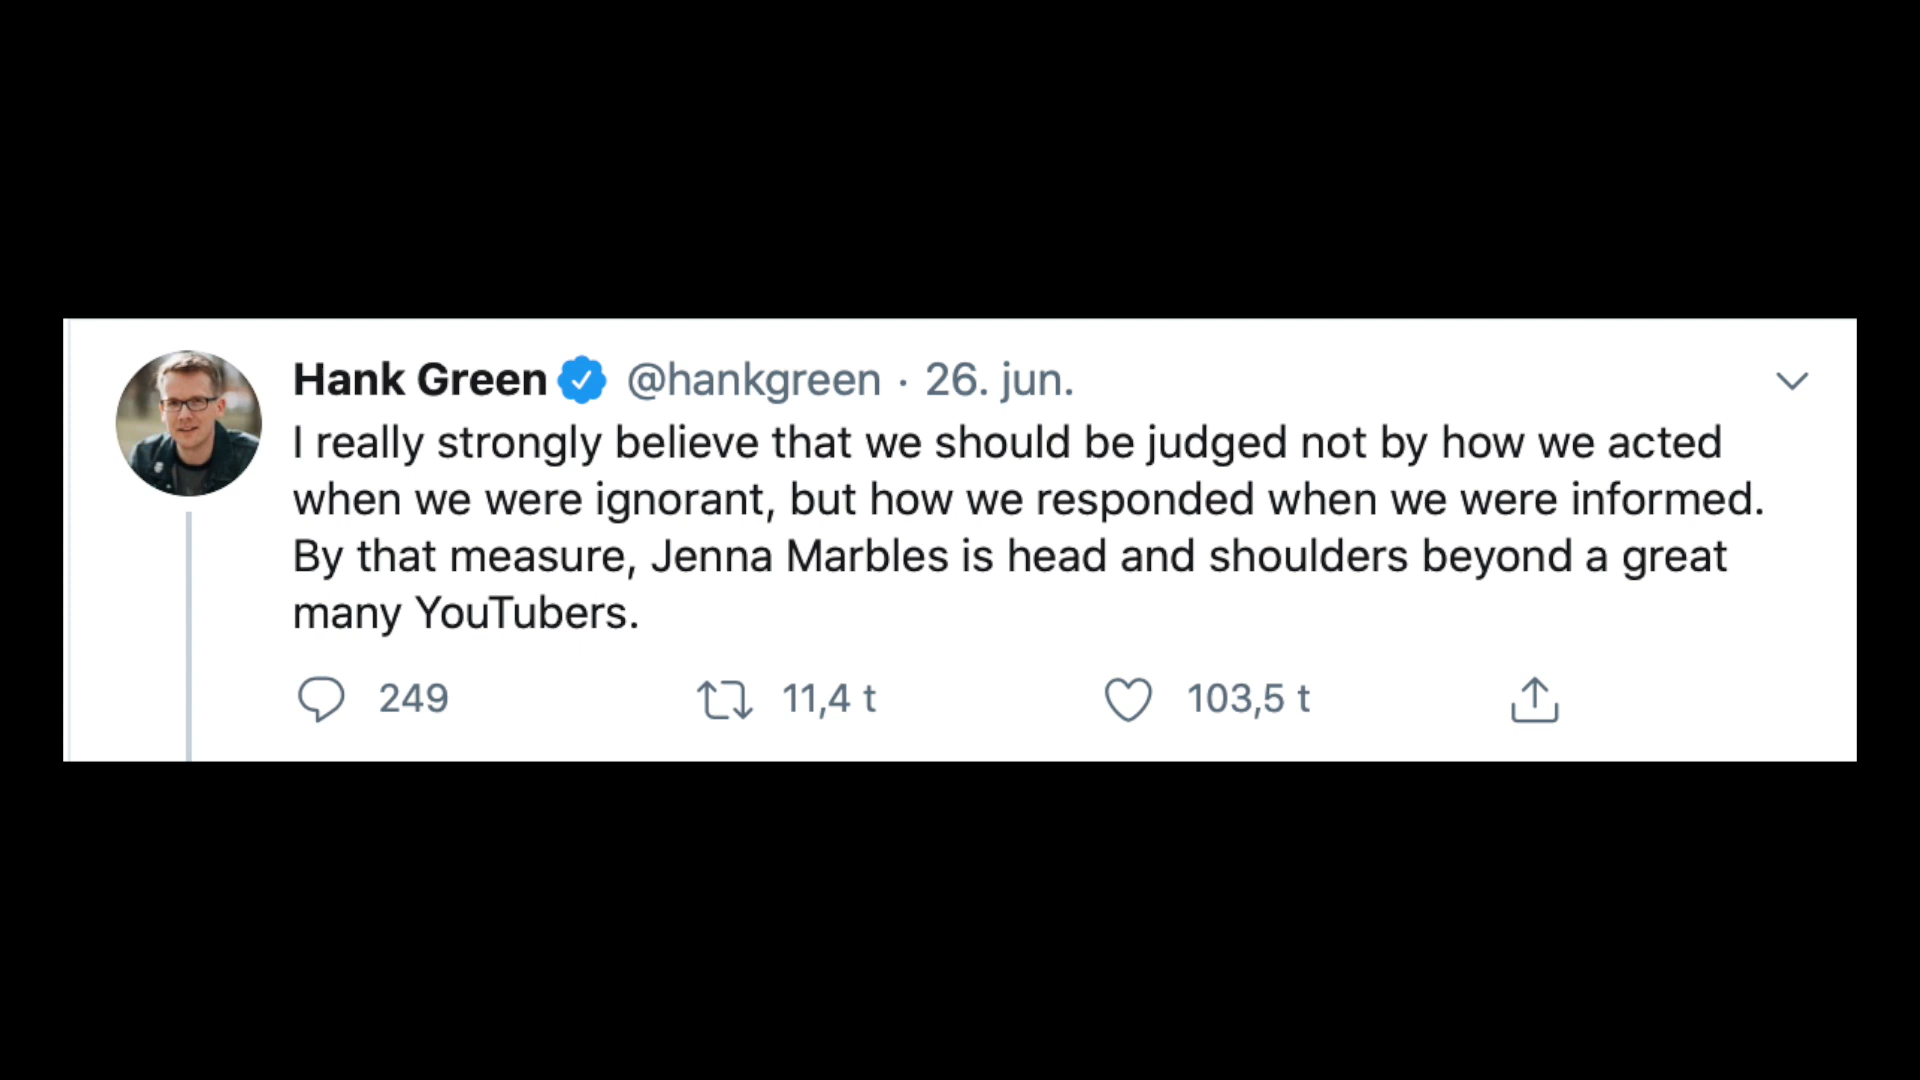 Hank Green @hankgreen · 26. jun.
I really strongly believe that we should be judged not by how we acted
when we were ignorant, but how we responded when we were informed.
By that measure, Jenna Marbles is head and shoulders beyond a great
many YouTubers.
249 11,4 t 103,5 t